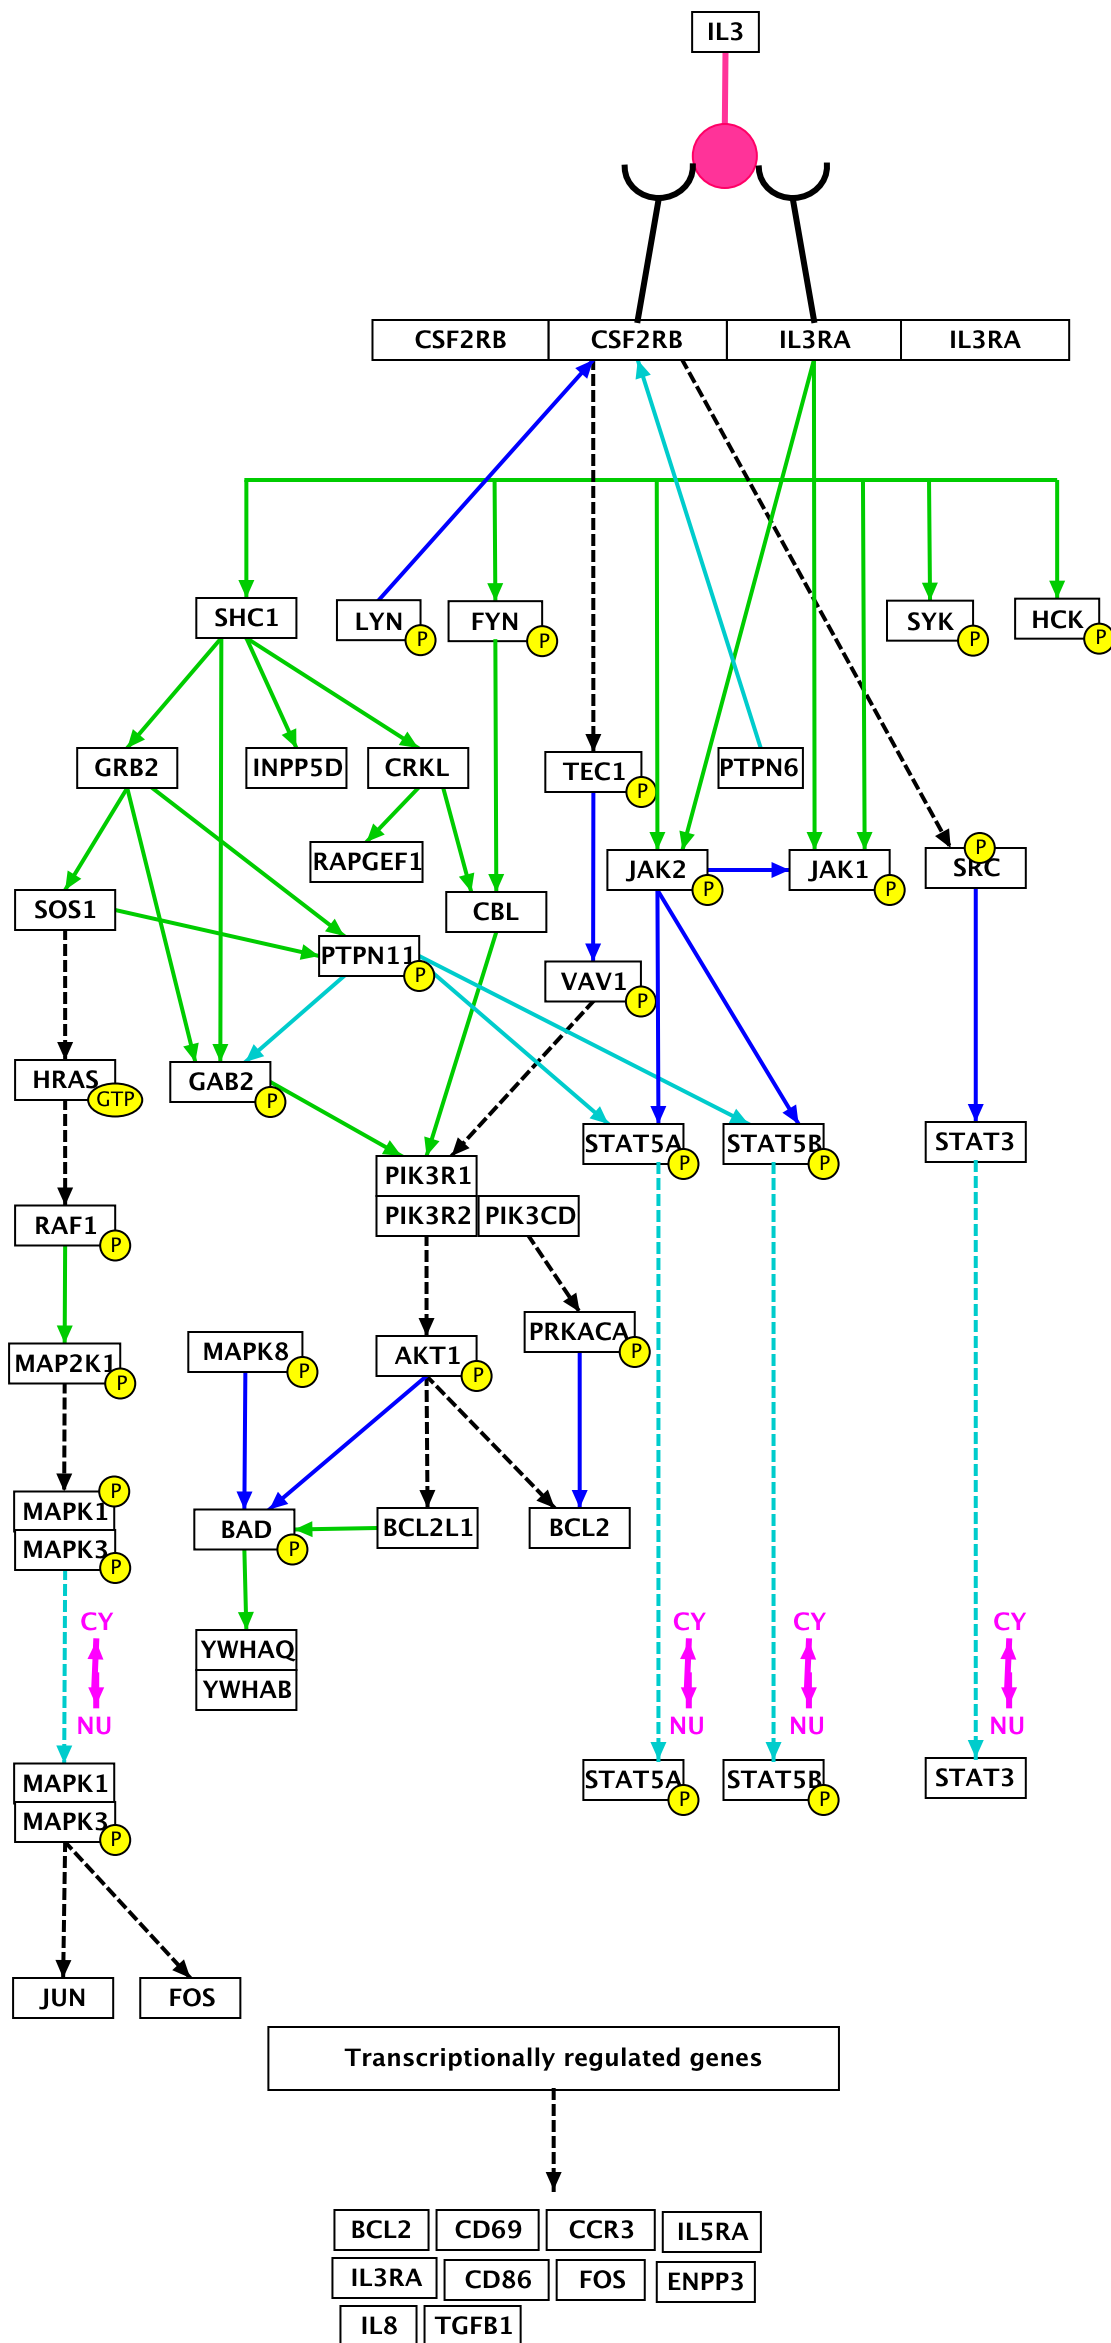 IL3
CSF2RB CSF2RB IL3RA IL3RA
SHC1 LYN P FYN P SYK P HCK P
GRB2 INPP5D CRKL TEC1 P PTPN6
RAPGEF1 JAK2 P JAK1 P SRC P
SOS1 CBL
PTPN11 P VAV1 P
HRAS GTP GAB2 P
STAT5A P STAT5B P STAT3
PIK3R1
RAF1 P PIK3R2 PIK3CD
PRKACA P
MAP2K1 P MAPK8 P AKT1 P
MAPK1 P
BAD P BCL2L1 BCL2
MAPK3 P
CY CY CY CY
YWHAQ
YWHAB
NU NU NU NU
MAPK1 STAT5A P STAT5B P STAT3
MAPK3 P
JUN FOS
Transcriptionally regulated genes
BCL2 CD69 CCR3 IL5RA
IL3RA CD86 FOS ENPP3
IL8 TGFB1